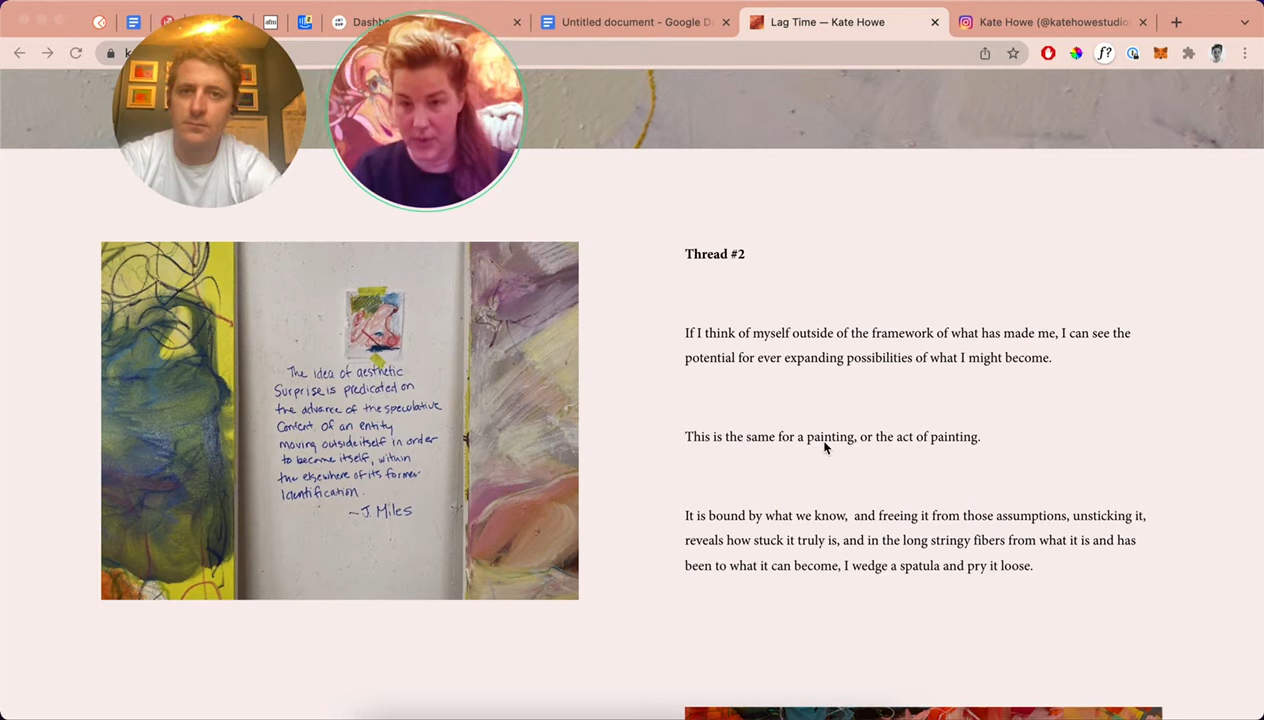 afm
Dashb
Untitled document - Google D
Lag Time — Kate Howe
Kate Howe (@katehowestudio
Thread #2
If I think of myself outside of the framework of what has made me, I can see the
potential for ever expanding possibilities of what I might become.
This is the same for a painting, or the act of painting.
It is bound by what we know,  and freeing it from those assumptions, unsticking it,
reveals how stuck it truly is, and in the long stringy fibers from what it is and has
been to what it can become, I wedge a spatula and pry it loose.
The idea of aesthetic
Surprise is predicated on
the advance of the speculative
Content of an entity
moving outside itself in order
to become itself, within
the elsewhere of its former
Identification.
—J. Miles